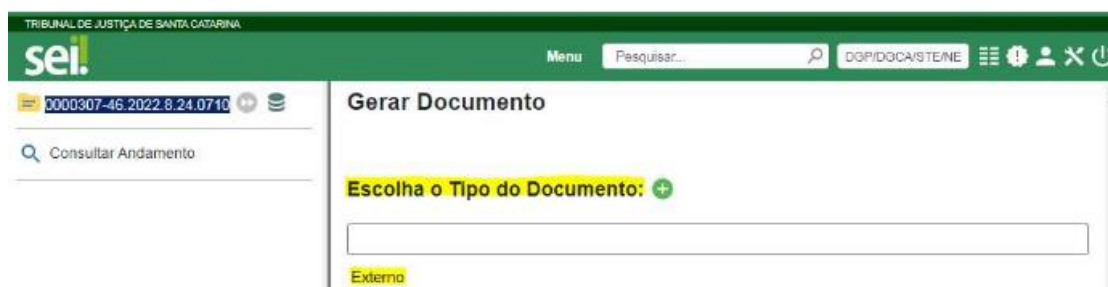 TRIBUNAL DE JUSTIÇA DE SANTA CATARINA
sei!
Menu
Pesquisar...
DGP/DGCA/STE/NE
0000307-46.2022.8.24.0710
Consultar Andamento
Gerar Documento
Escolha o Tipo do Documento:
Externo